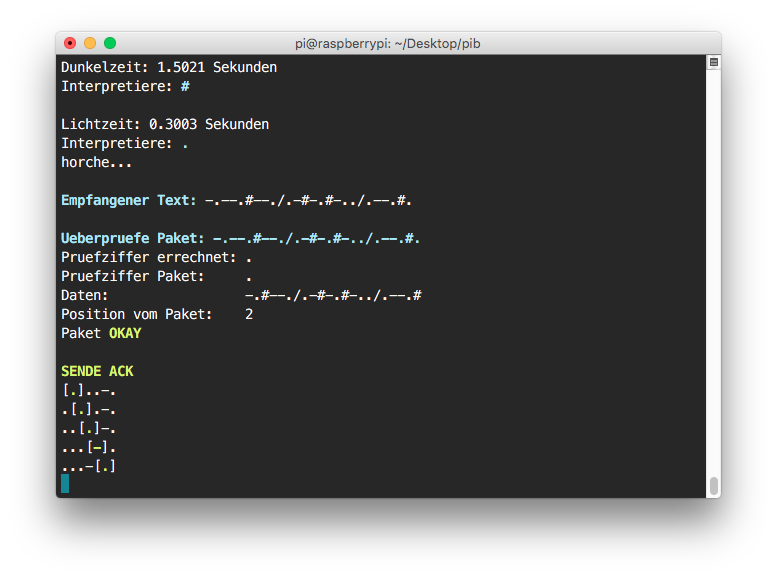 pi@raspberrypi: ~/Desktop/pib
Dunkelzeit: 1.5021 Sekunden
Interpretiere: #
Lichtzeit: 0.3003 Sekunden
Interpretiere: .
horche...
Empfangener Text: -.--.#--./.-#-.#-../.--.#.
Ueberpruefe Paket: -.--.#--./.-#-.#-../.--.#.
Pruefziffer errechnet: .
Pruefziffer Paket:     .
Daten:                 -.#--./.-#-.#-../.--.#
Position vom Paket:    2
Paket OKAY
SENDE ACK
[.]..-.
.[.].-.
..[.]-.
...[-].
...-[.]